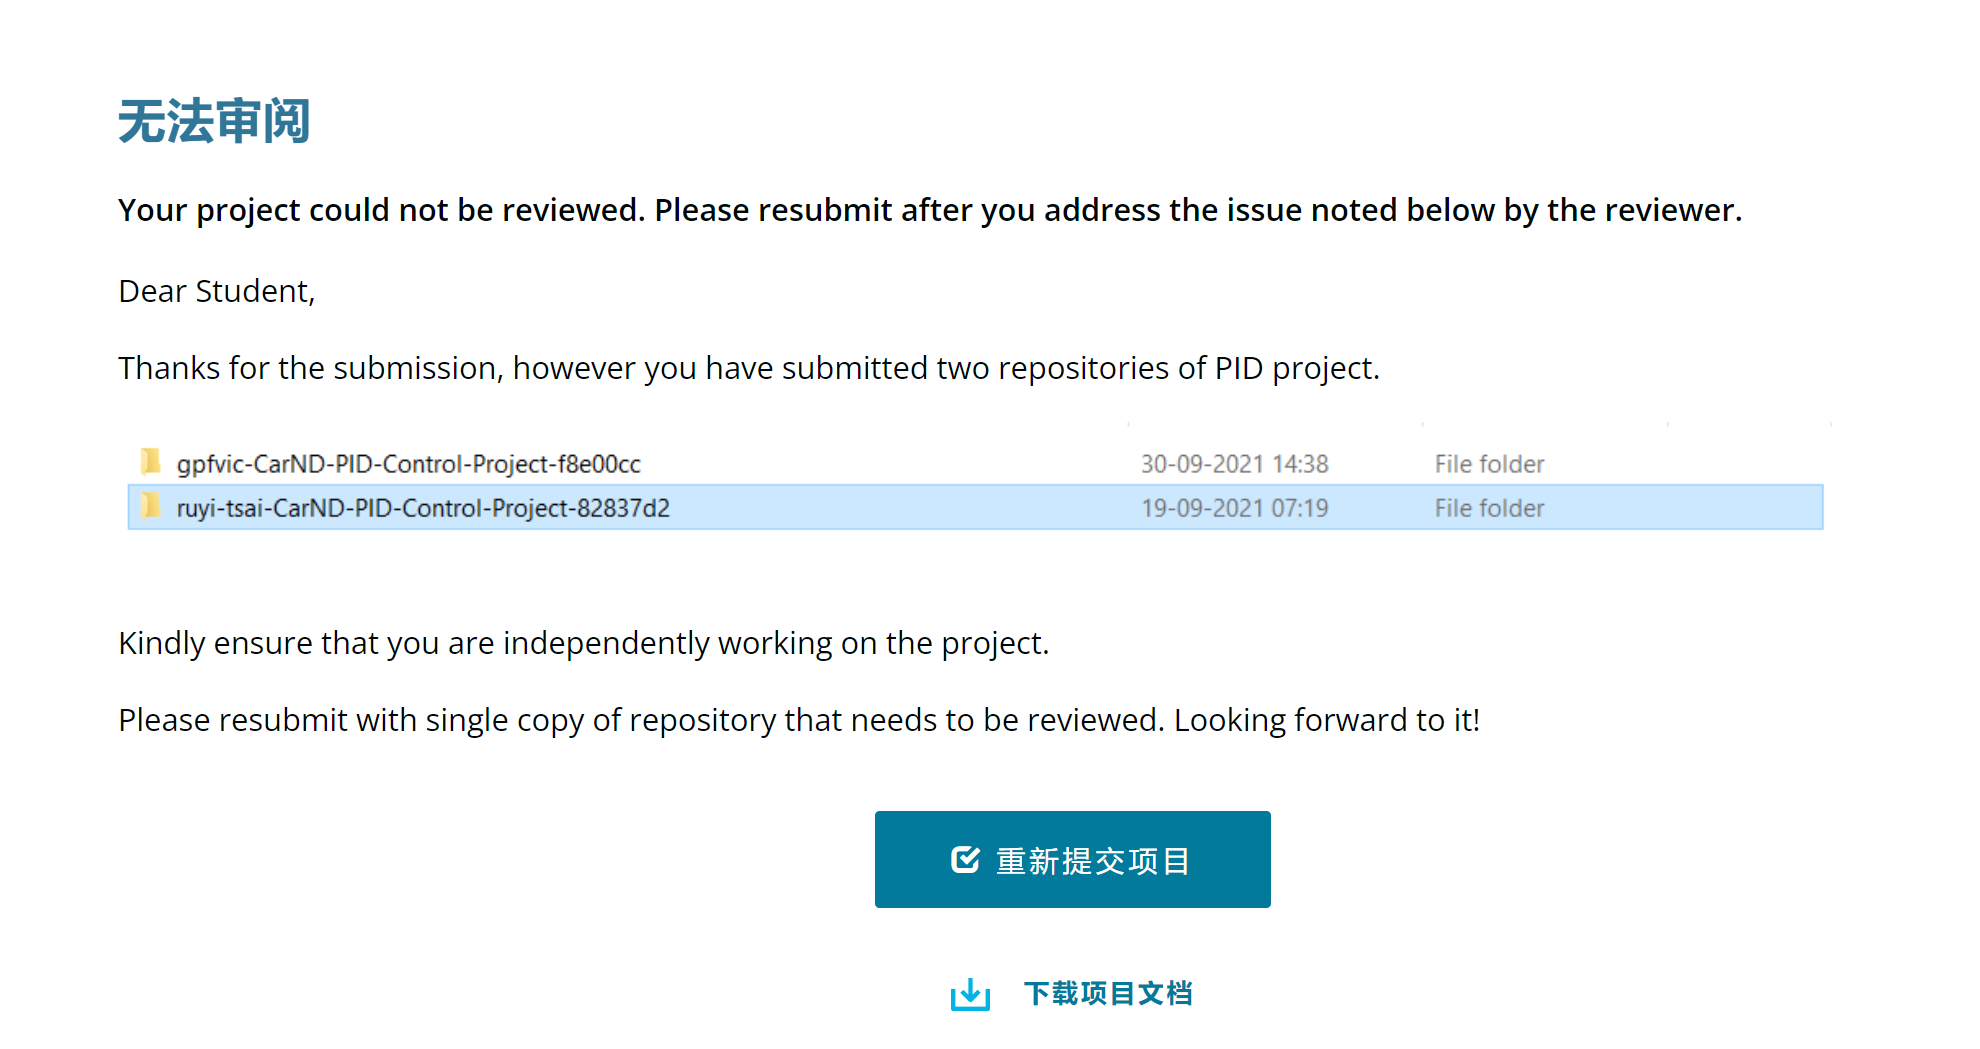 无法审阅
Your project could not be reviewed. Please resubmit after you address the issue noted below by the reviewer.
Dear Student,
Thanks for the submission, however you have submitted two repositories of PID project.
gpfvic-CarND-PID-Control-Project-f8e00cc 30-09-2021 14:38 File folder
ruyi-tsai-CarND-PID-Control-Project-82837d2 19-09-2021 07:19 File folder
Kindly ensure that you are independently working on the project.
Please resubmit with single copy of repository that needs to be reviewed. Looking forward to it!
重新提交项目
下载项目文档